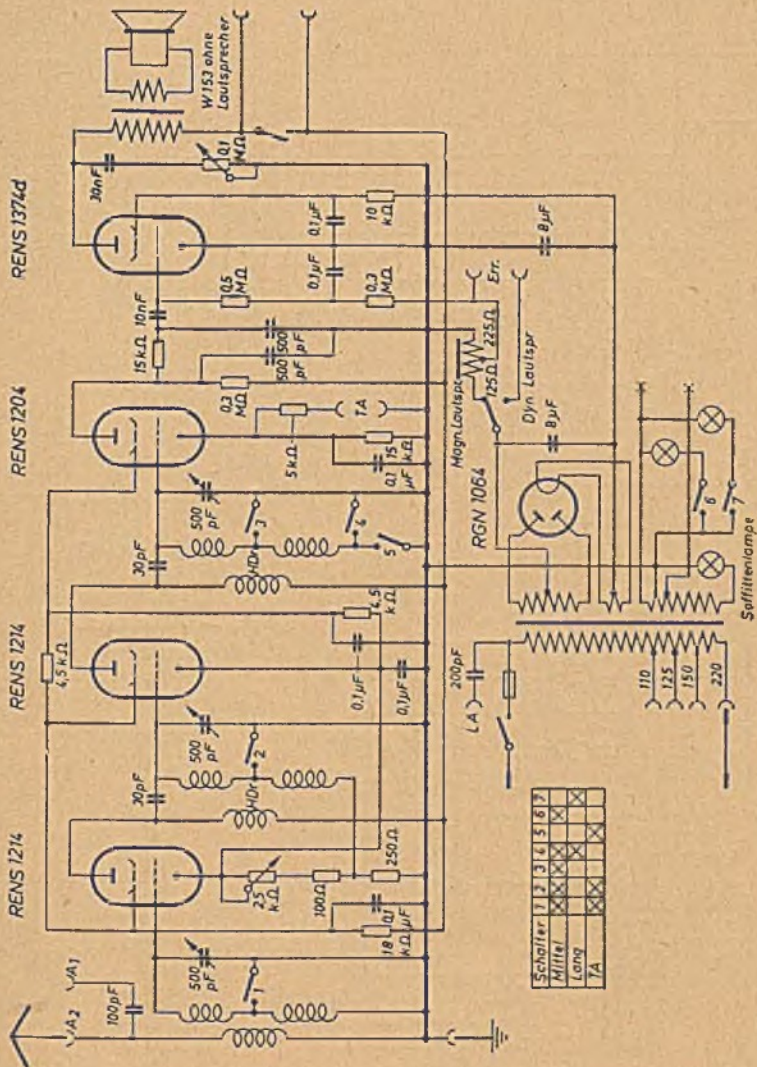 RENS 1214
RENS 1214
RENS 1204
RENS 1374d
A2
A1
100pF
500
pF
1
30pF
HDr
2,5
kΩ
100Ω
250Ω
18
kΩ
0,1
µF
500
pF
2
4,5 kΩ
30pF
HDr
4,5
kΩ
0,1µF
0,1µF
500
pF
3
4
5
15kΩ
10nF
0,3
MΩ
500
pF
500
pF
5kΩ
TA
0,1
µF
15
kΩ
0,5
MΩ
0,3
MΩ
0,1µF
0,1µF
10
kΩ
30nF
0,1
MΩ
W153 ohne
Lautsprecher
Magn. Lautspr.
125Ω
225Ω
Err.
Dyn. Lautspr
8µF
8µF
RGN 1064
LA
200pF
110
125
150
220
6
7
Soffittenlampe
Schalter 1 2 3 4 5 6 7
Mittel
Lang
TA